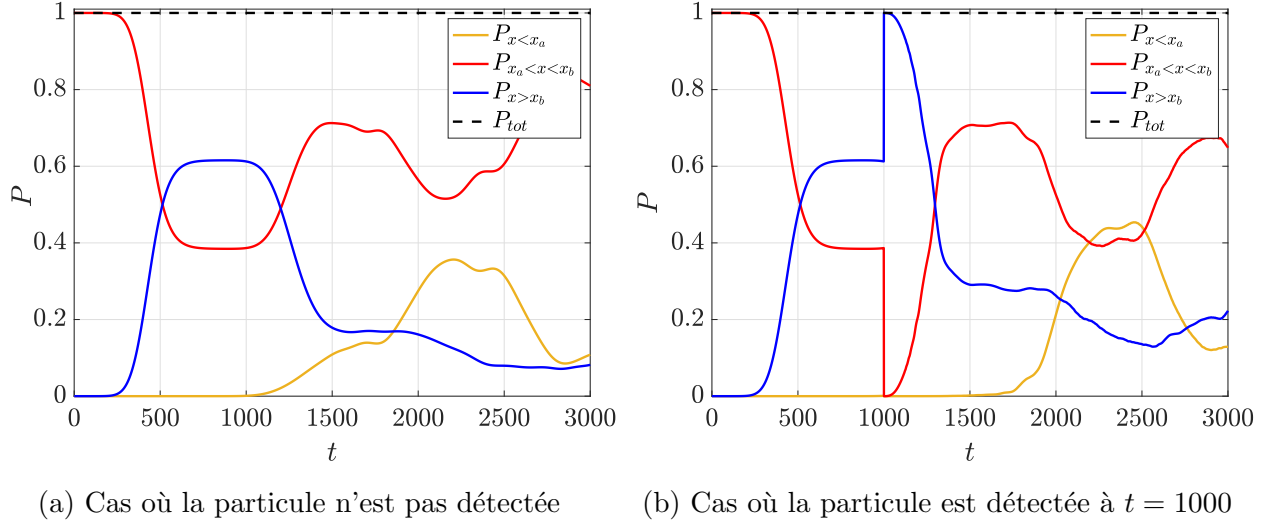 1
0.8
0.6
0.4
0.2
0
P
0 500 1000 1500 2000 2500 3000
t
P_{x<x_a}
P_{x_a<x<x_b}
P_{x>x_b}
P_{tot}
(a) Cas où la particule n'est pas détectée
1
0.8
0.6
0.4
0.2
0
P
0 500 1000 1500 2000 2500 3000
t
P_{x<x_a}
P_{x_a<x<x_b}
P_{x>x_b}
P_{tot}
(b) Cas où la particule est détectée à t = 1000